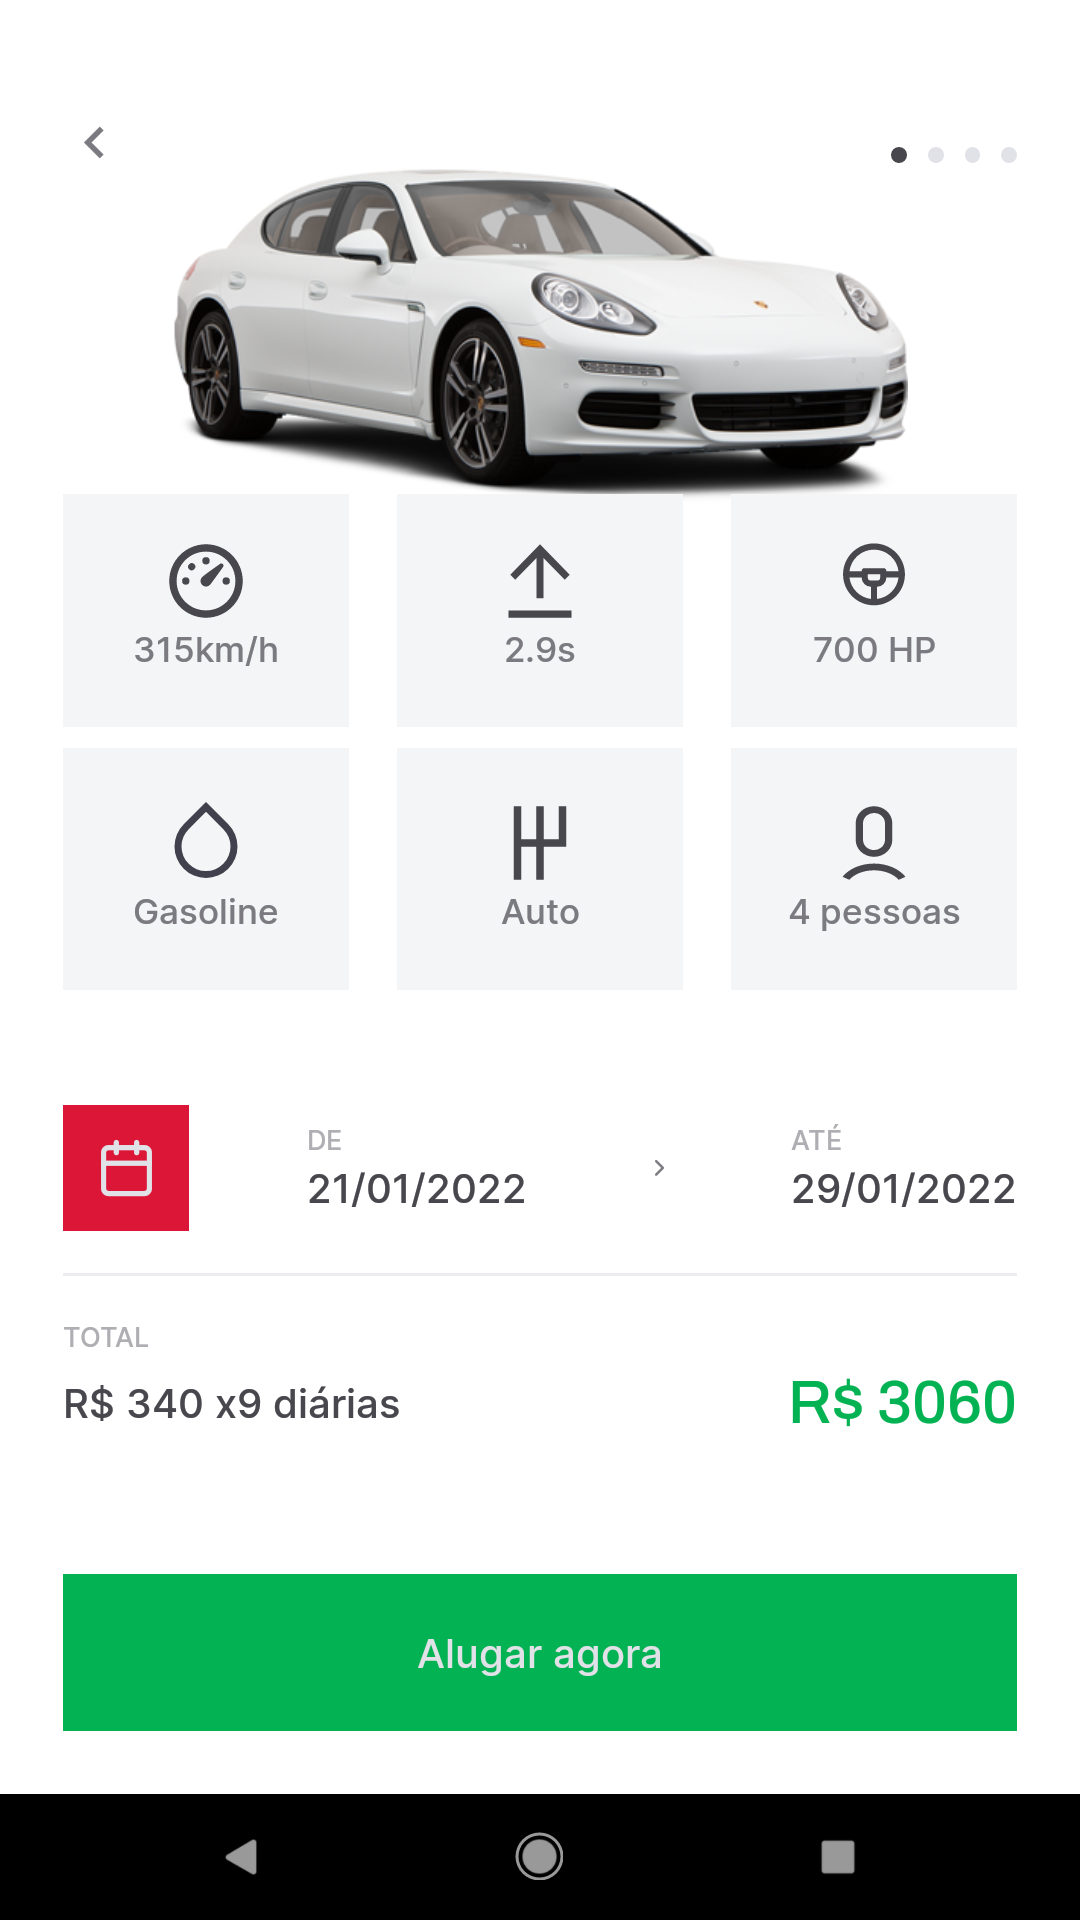 315km/h
2.9s
700 HP
Gasoline
Auto
4 pessoas
DE
21/01/2022
ATÉ
29/01/2022
TOTAL
R$ 340 x9 diárias
R$ 3060
Alugar agora